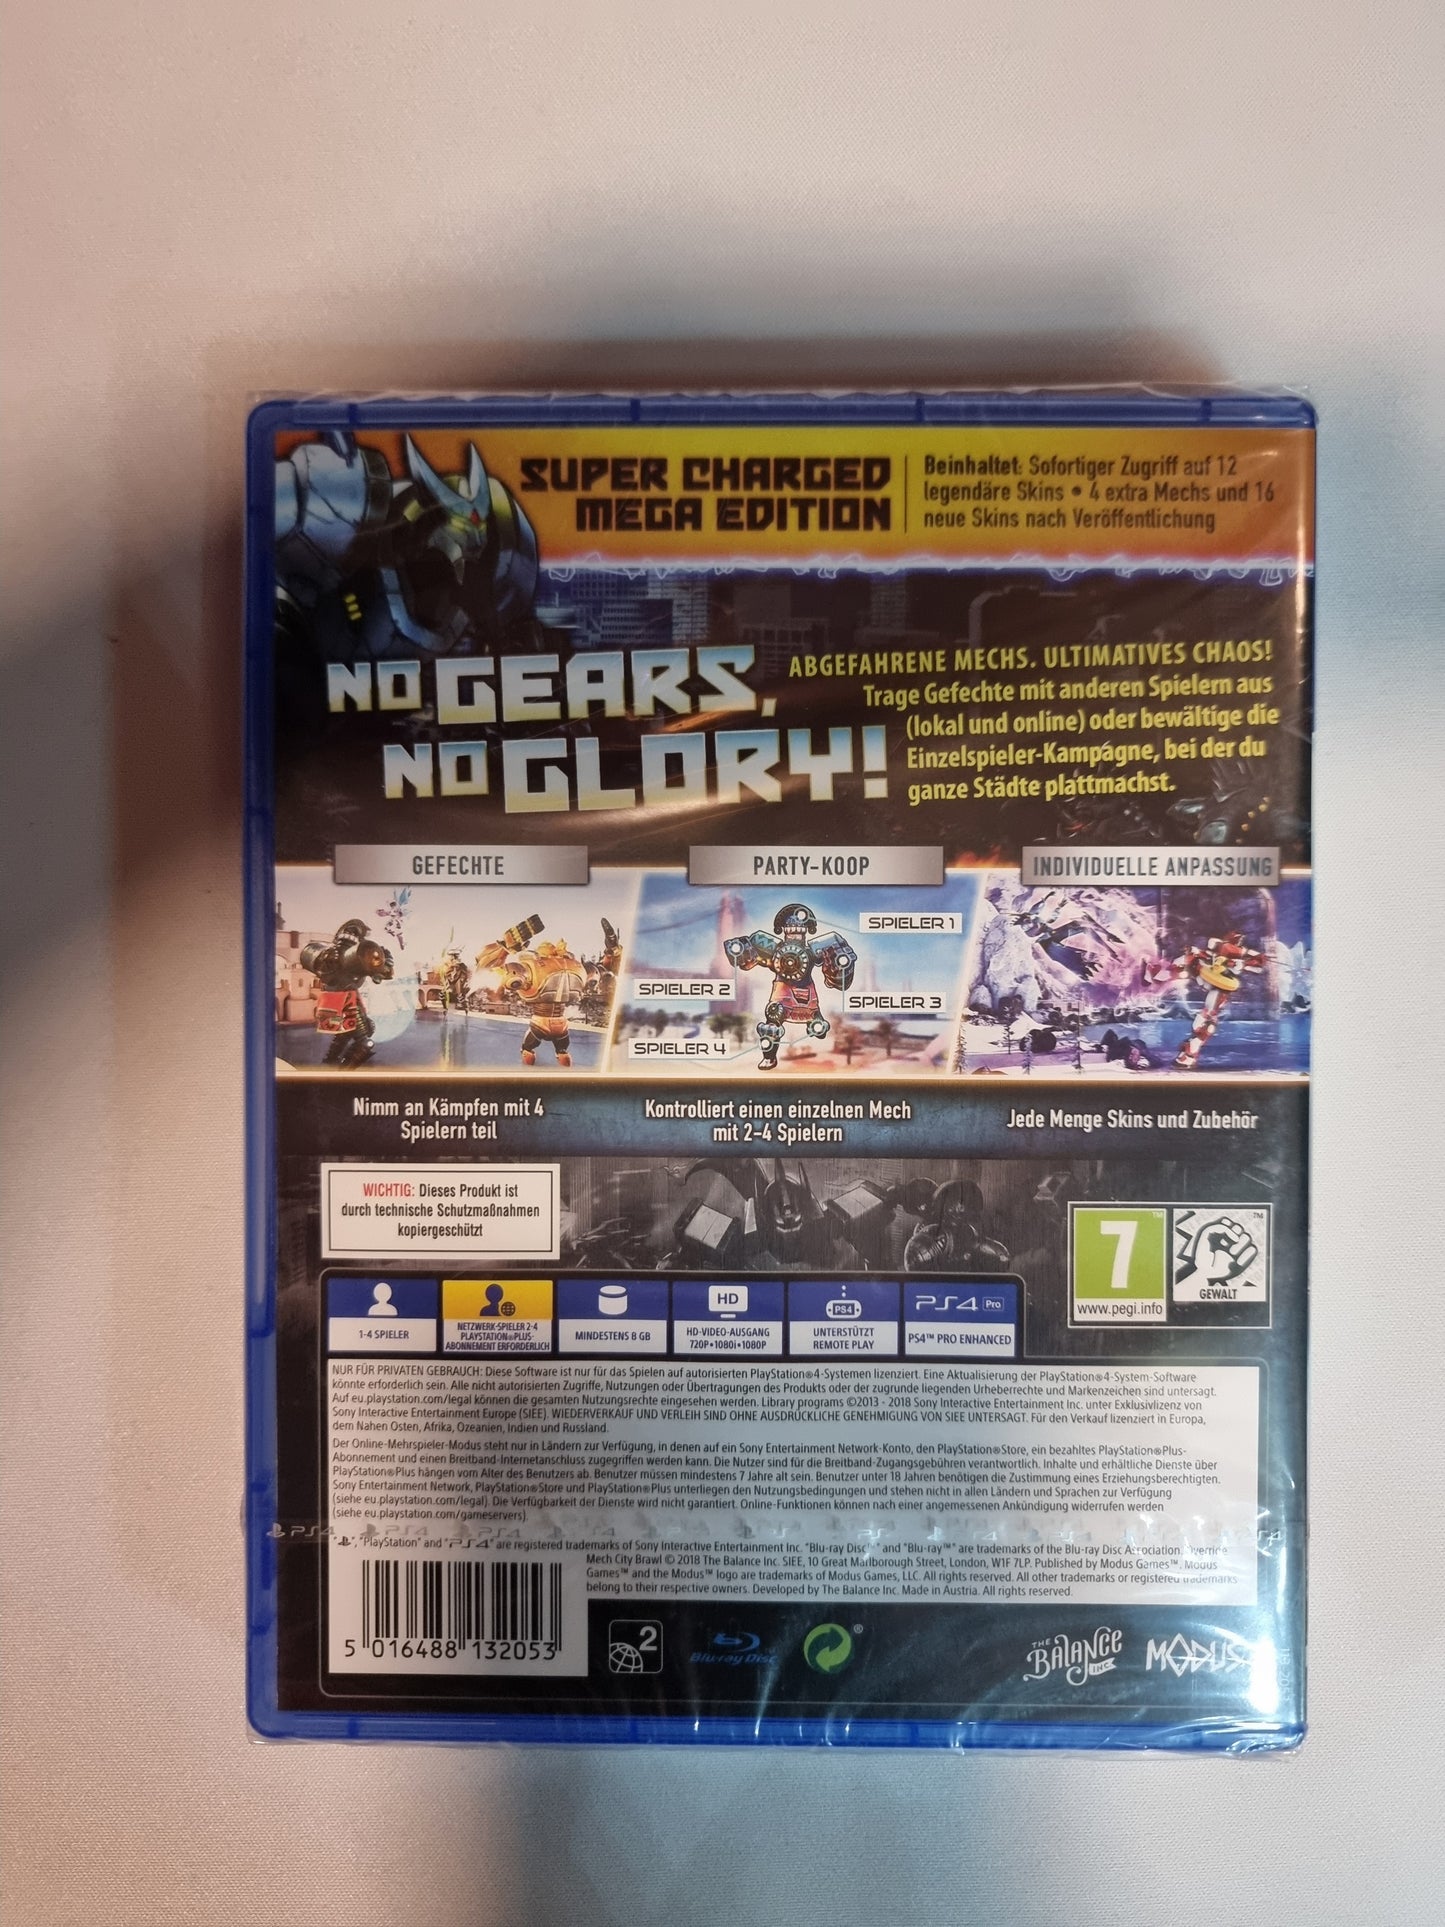 SUPER CHARGED
MEGA EDITION
Beinhaltet: Sofortiger Zugriff auf 12
legendäre Skins • 4 extra Mechs und 16
neue Skins nach Veröffentlichung
NO GEARS,
NO GLORY!
ABGEFAHRENE MECHS. ULTIMATIVES CHAOS!
Trage Gefechte mit anderen Spielern aus
(lokal und online) oder bewältige die
Einzelspieler-Kampagne, bei der du
ganze Städte plattmachst.
GEFECHTE
PARTY-KOOP
INDIVIDUELLE ANPASSUNG
SPIELER 1
SPIELER 2
SPIELER 3
SPIELER 4
Nimm an Kämpfen mit 4
Spielern teil
Kontrolliert einen einzelnen Mech
mit 2-4 Spielern
Jede Menge Skins und Zubehör
WICHTIG: Dieses Produkt ist
durch technische Schutzmaßnahmen
kopiergeschützt
7
www.pegi.info
GEWALT
1-4 SPIELER
NETZWERK-SPIELER 2-4
PLAYSTATION®PLUS-
ABONNEMENT ERFORDERLICH
MINDESTENS 8 GB
HD
HD-VIDEO-AUSGANG
720P•1080i•1080P
PS4
UNTERSTÜTZT
REMOTE PLAY
PS4 Pro
PS4™ PRO ENHANCED
NUR FÜR PRIVATEN GEBRAUCH: Diese Software ist nur für das Spielen auf autorisierten PlayStation®4-Systemen lizenziert. Eine Aktualisierung der PlayStation®4-System-Software
könnte erforderlich sein. Alle nicht autorisierten Zugriffe, Nutzungen oder Übertragungen des Produkts oder der zugrunde liegenden Urheberrechte und Markenzeichen sind untersagt.
Auf eu.playstation.com/legal können die gesamten Nutzungsrechte eingesehen werden. Library programs ©2013 - 2018 Sony Interactive Entertainment Inc. unter Exklusivlizenz von
Sony Interactive Entertainment Europe (SIEE). WIEDERVERKAUF UND VERLEIH SIND OHNE AUSDRÜCKLICHE GENEHMIGUNG VON SIEE UNTERSAGT. Für den Verkauf lizenziert in Europa,
dem Nahen Osten, Afrika, Ozeanien, Indien und Russland.
Der Online-Mehrspieler-Modus steht nur in Ländern zur Verfügung, in denen auf ein Sony Entertainment Network-Konto, den PlayStation®Store, ein bezahltes PlayStation®Plus-
Abonnement und einen Breitband-Internetanschluss zugegriffen werden kann. Die Nutzer sind für die Breitband-Zugangsgebühren verantwortlich. Inhalte und erhältliche Dienste über
PlayStation®Plus hängen vom Alter des Benutzers ab. Benutzer müssen mindestens 7 Jahre alt sein. Benutzer unter 18 Jahren benötigen die Zustimmung eines Erziehungsberechtigten.
Sony Entertainment Network, PlayStation®Store und PlayStation®Plus unterliegen den Nutzungsbedingungen und stehen nicht in allen Ländern und Sprachen zur Verfügung
(siehe eu.playstation.com/legal). Die Verfügbarkeit der Dienste wird nicht garantiert. Online-Funktionen können nach einer angemessenen Ankündigung widerrufen werden
(siehe eu.playstation.com/gameservers).
"PlayStation" and "PS4" are registered trademarks of Sony Interactive Entertainment Inc. "Blu-ray Disc™" and "Blu-ray™" are trademarks of the Blu-ray Disc Association. Override
Mech City Brawl © 2018 The Balance Inc. SIEE, 10 Great Marlborough Street, London, W1F 7LP. Published by Modus Games™. Modus
Games™ and the Modus™ logo are trademarks of Modus Games, LLC. All rights reserved. All other trademarks or registered trademarks
belong to their respective owners. Developed by The Balance Inc. Made in Austria. All rights reserved.
5 016488 132053
2
Blu-ray Disc
THE BALANCE INC
MODUS